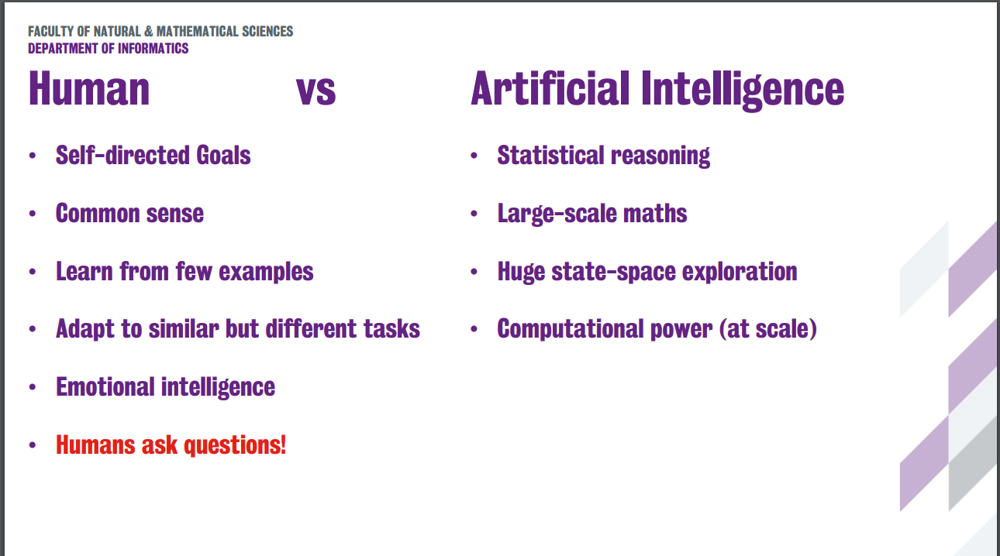 FACULTY OF NATURAL & MATHEMATICAL SCIENCES
DEPARTMENT OF INFORMATICS
Human vs Artificial Intelligence
• Self-directed Goals
• Common sense
• Learn from few examples
• Adapt to similar but different tasks
• Emotional intelligence
• Humans ask questions!
• Statistical reasoning
• Large-scale maths
• Huge state-space exploration
• Computational power (at scale)